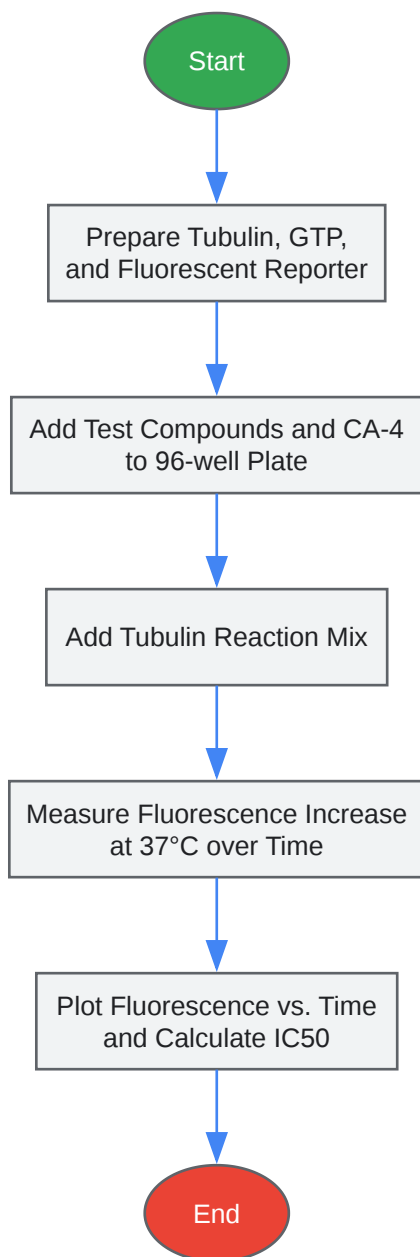 Start
Prepare Tubulin, GTP,
and Fluorescent Reporter
Add Test Compounds and CA-4
to 96-well Plate
Add Tubulin Reaction Mix
Measure Fluorescence Increase
at 37°C over Time
Plot Fluorescence vs. Time
and Calculate IC50
End